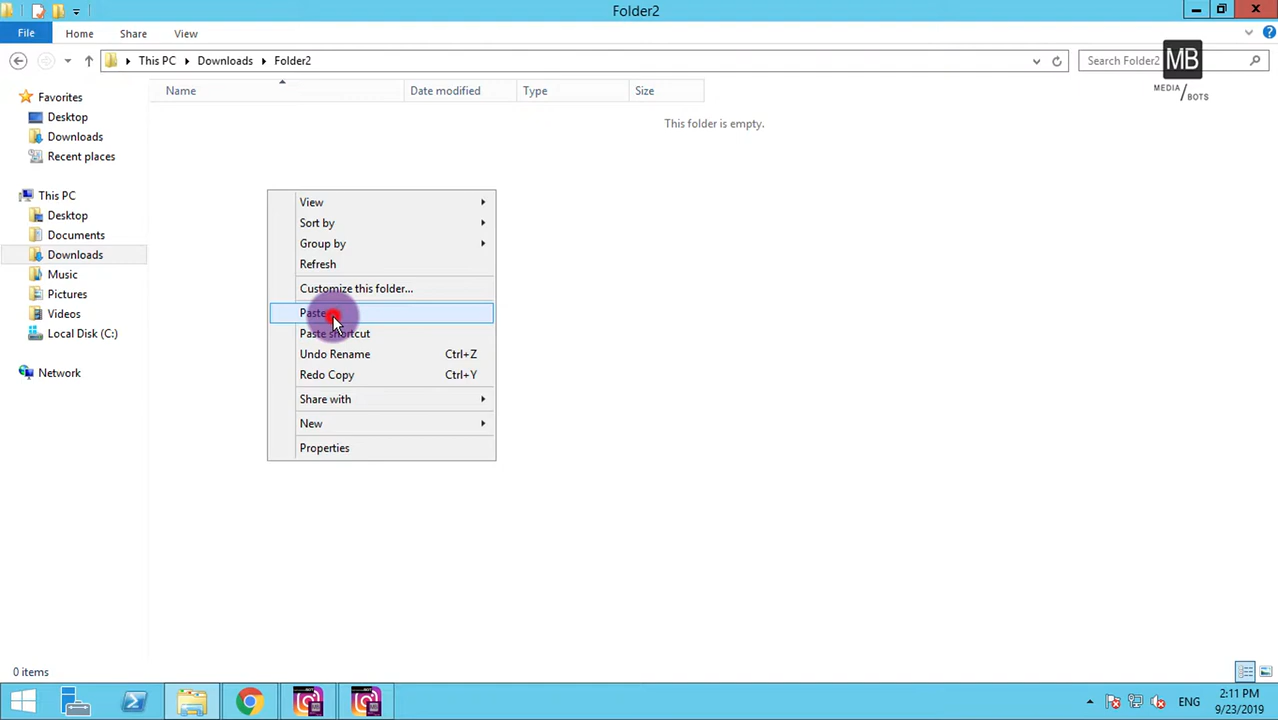 Folder2
File
Home
Share
View
This PC
Downloads
Folder2
Search Folder2
MB
MEDIA/BOTS
Name
Date modified
Type
Size
This folder is empty.
Favorites
Desktop
Downloads
Recent places
This PC
Desktop
Documents
Downloads
Music
Pictures
Videos
Local Disk (C:)
Network
View
Sort by
Group by
Refresh
Customize this folder...
Paste
Paste shortcut
Undo Rename Ctrl+Z
Redo Copy Ctrl+Y
Share with
New
Properties
0 items
ENG
2:11 PM
9/23/2019